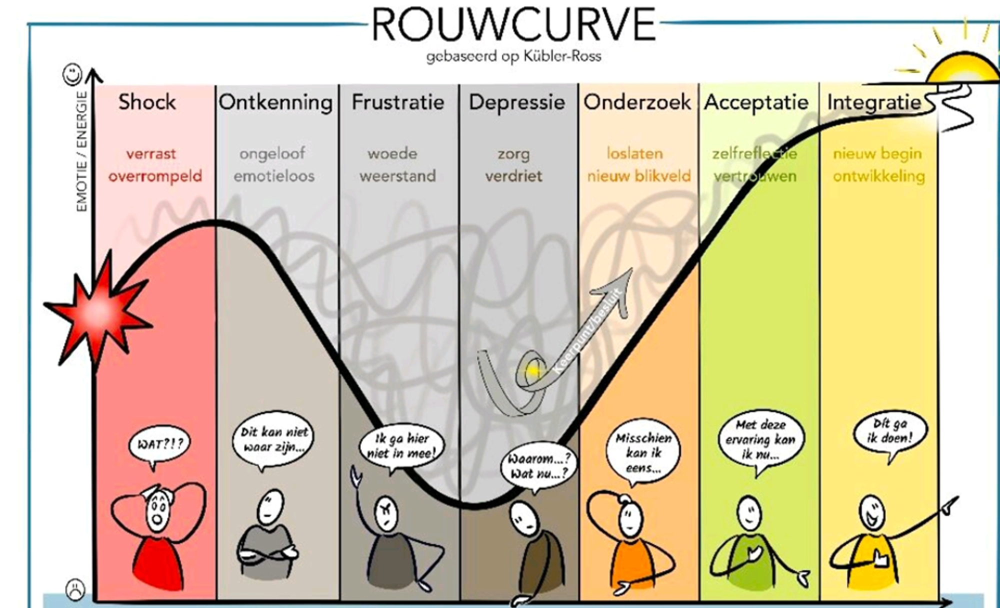 ROUWCURVE
gebaseerd op Kübler-Ross
EMOTIE / ENERGIE
Shock
verrast
overrompeld
WAT?!?
Ontkenning
ongeloof
emotieloos
Dit kan niet
waar zijn...
Frustratie
woede
weerstand
Ik ga hier
niet in mee!
Depressie
zorg
verdriet
Keerpunt/besluit
Waarom...?
Wat nu...?
Onderzoek
loslaten
nieuw blikveld
Misschien
kan ik
eens...
Acceptatie
zelfreflectie
vertrouwen
Met deze
ervaring kan
ik nu...
Integratie
nieuw begin
ontwikkeling
Dít ga
ik doen!